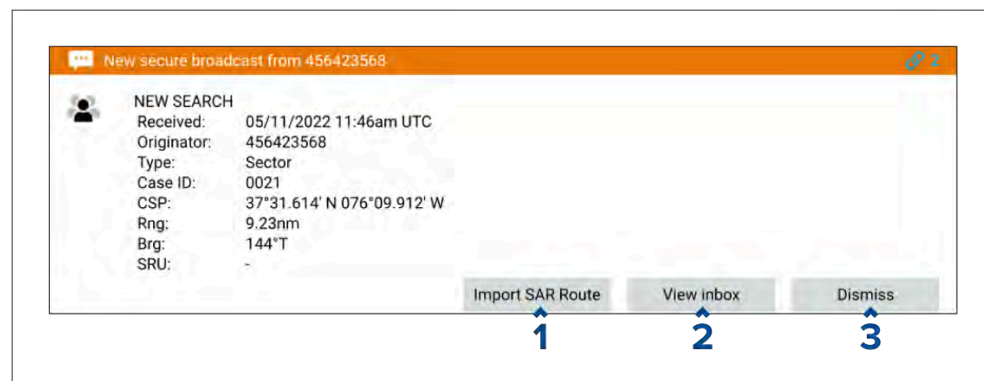 New secure broadcast from 456423568 2
NEW SEARCH
Received: 05/11/2022 11:46am UTC
Originator: 456423568
Type: Sector
Case ID: 0021
CSP: 37°31.614' N 076°09.912' W
Rng: 9.23nm
Brg: 144°T
SRU: -
Import SAR Route View inbox Dismiss
1 2 3